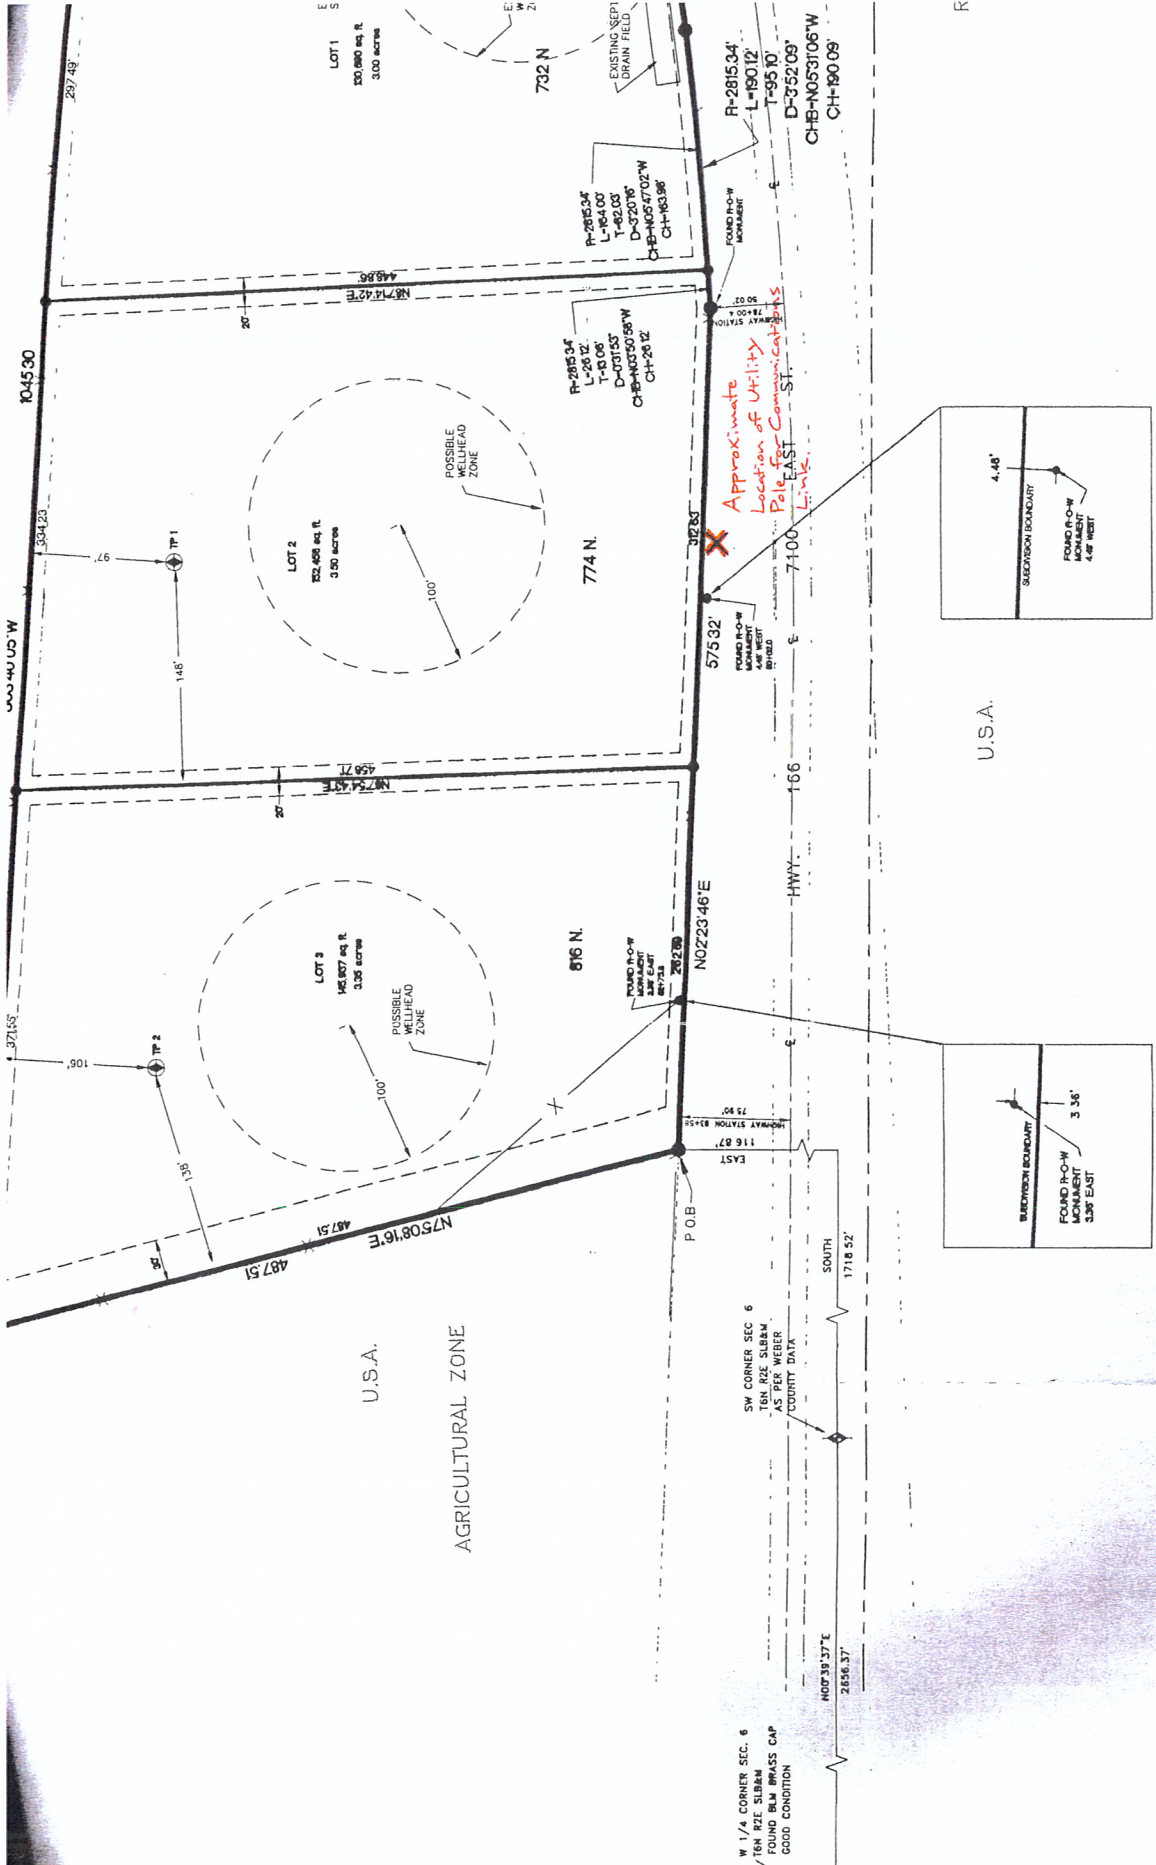 LOT 1
130,680 sq. ft.
3.00 acres
732 N
EXISTING SEPT
DRAIN FIELD
297.49'
R=2815.34'
L=190.12'
T=95.10'
D=3°52'09"
CHB=N05°31'06"W
CH=190.09'
R=2815.34'
L=164.00'
T=82.03'
D=3°20'16"
CHB=N05°47'02"W
CH=163.98'
FOUND R-O-W
MONUMENT
448.86'
N87°14'42"E
20'
R=2815.34'
L=26.12'
T=13.06'
D=0°31'53"
CHB=N03°50'58"W
CH=26.12'
50.02'
78+00.4
HIGHWAY STATION
1045.30
334.23
97'
TP 1
148'
LOT 2
152,458 sq. ft.
3.50 acres
POSSIBLE
WELLHEAD
ZONE
100'
774 N.
312.63
Approximate
Location of Utility
Pole for Communications
Link.
7100 EAST ST.
575.32'
FOUND R-O-W
MONUMENT
4.48' WEST
4.48'
SUBDIVISION BOUNDARY
FOUND R-O-W
MONUMENT
4.48' WEST
U.S.A.
458.71'
N87°54'43"E
20'
HWY. 166
371.55'
106'
TP 2
138'
LOT 3
145,937 sq. ft.
3.35 acres
POSSIBLE
WELLHEAD
ZONE
100'
816 N.
FOUND R-O-W
MONUMENT
3.36' EAST
262.69
N02°23'46"E
75.90'
HIGHWAY STATION 83+58
116.87'
EAST
P.O.B
30'
487.51
N75°08'16"E
487.51
SUBDIVISION BOUNDARY
FOUND R-O-W
MONUMENT
3.36' EAST
3.36'
SOUTH
1718.52'
SW CORNER SEC 6
T6N R2E SLB&M
AS PER WEBER
COUNTY DATA
U.S.A.
AGRICULTURAL ZONE
N00°39'37"E
2656.37'
W 1/4 CORNER SEC. 6
T6N R2E SLB&M
FOUND BLM BRASS CAP
GOOD CONDITION